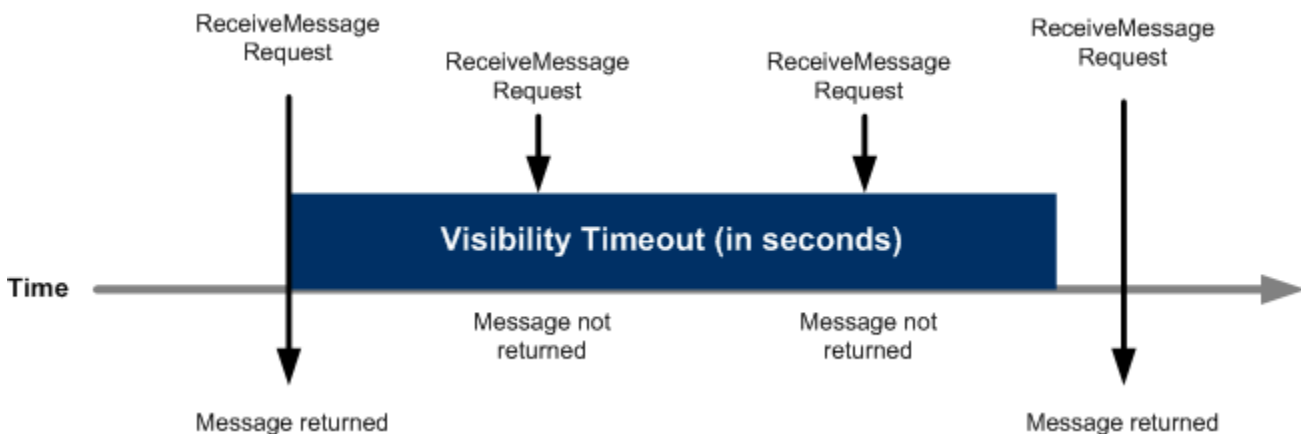 ReceiveMessage
Request
ReceiveMessage
Request
ReceiveMessage
Request
ReceiveMessage
Request
Visibility Timeout (in seconds)
Time
Message not
returned
Message not
returned
Message returned
Message returned